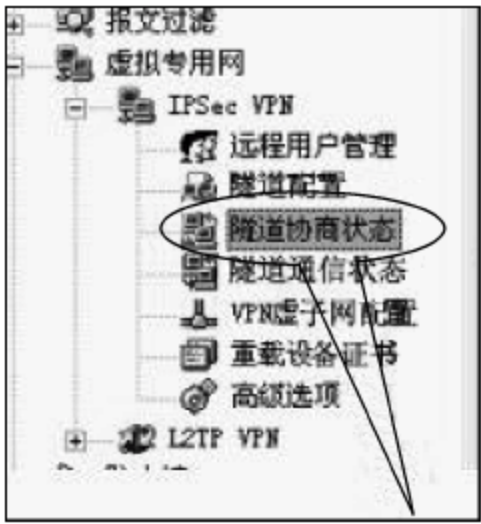 报文过滤
虚拟专用网
IPSec VPN
远程用户管理
隧道配置
隧道协商状态
隧道通信状态
VPN虚子网配置
重载设备证书
高级选项
L2TP VPN